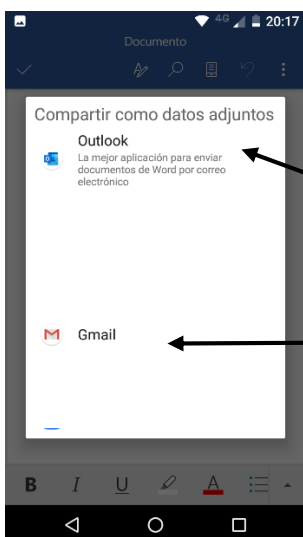 4G 20:17
Documento
Compartir como datos adjuntos
Outlook
La mejor aplicación para enviar
documentos de Word por correo
electrónico
Gmail
B I U A